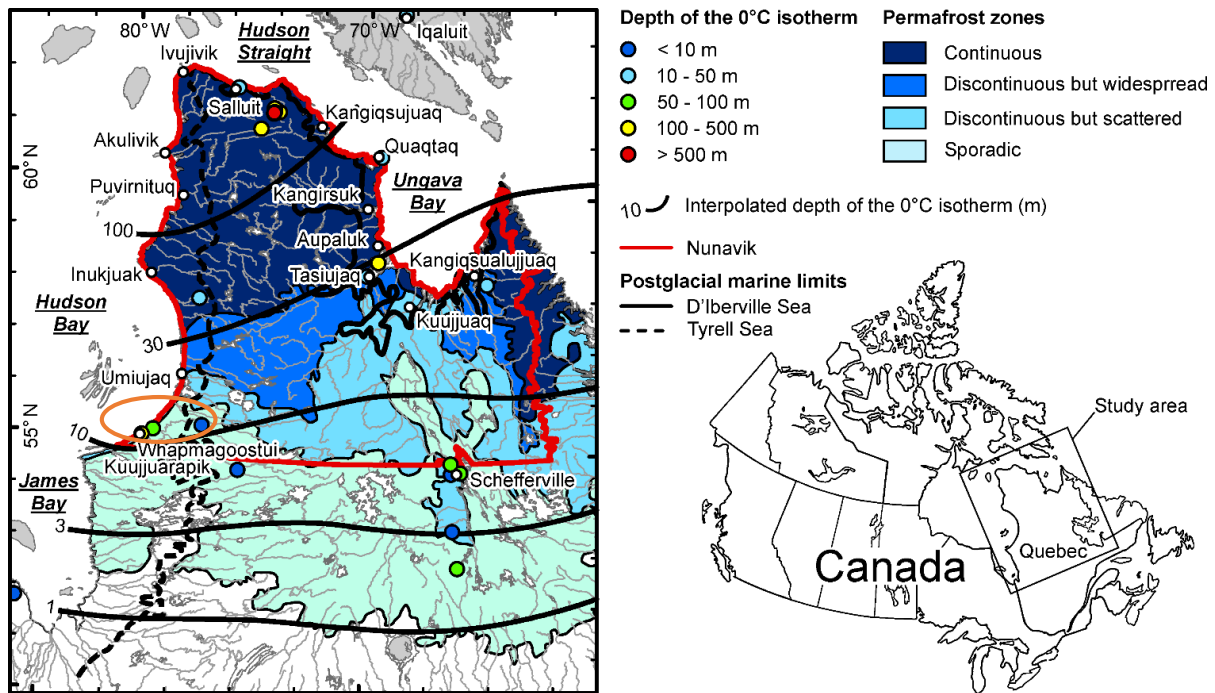 80° W
Hudson
Straight
70° W
Iqaluit
Ivujivik
Salluit
Kangiqsujuaq
Akulivik
Quaqtaq
60° N
Puvirnituq
Kangirsuk
Ungava
Bay
100
Aupaluk
Kangiqsualujjuaq
Inukjuak
Tasiujaq
Hudson
Bay
Kuujjuaq
30
Umiujaq
55° N
10
Whapmagoostui
Kuujjuarapik
James
Bay
Schefferville
3
1
Depth of the 0°C isotherm
< 10 m
10 - 50 m
50 - 100 m
100 - 500 m
> 500 m
Permafrost zones
Continuous
Discontinuous but widesprread
Discontinuous but scattered
Sporadic
10 Interpolated depth of the 0°C isotherm (m)
Nunavik
Postglacial marine limits
D'Iberville Sea
Tyrell Sea
Study area
Quebec
Canada